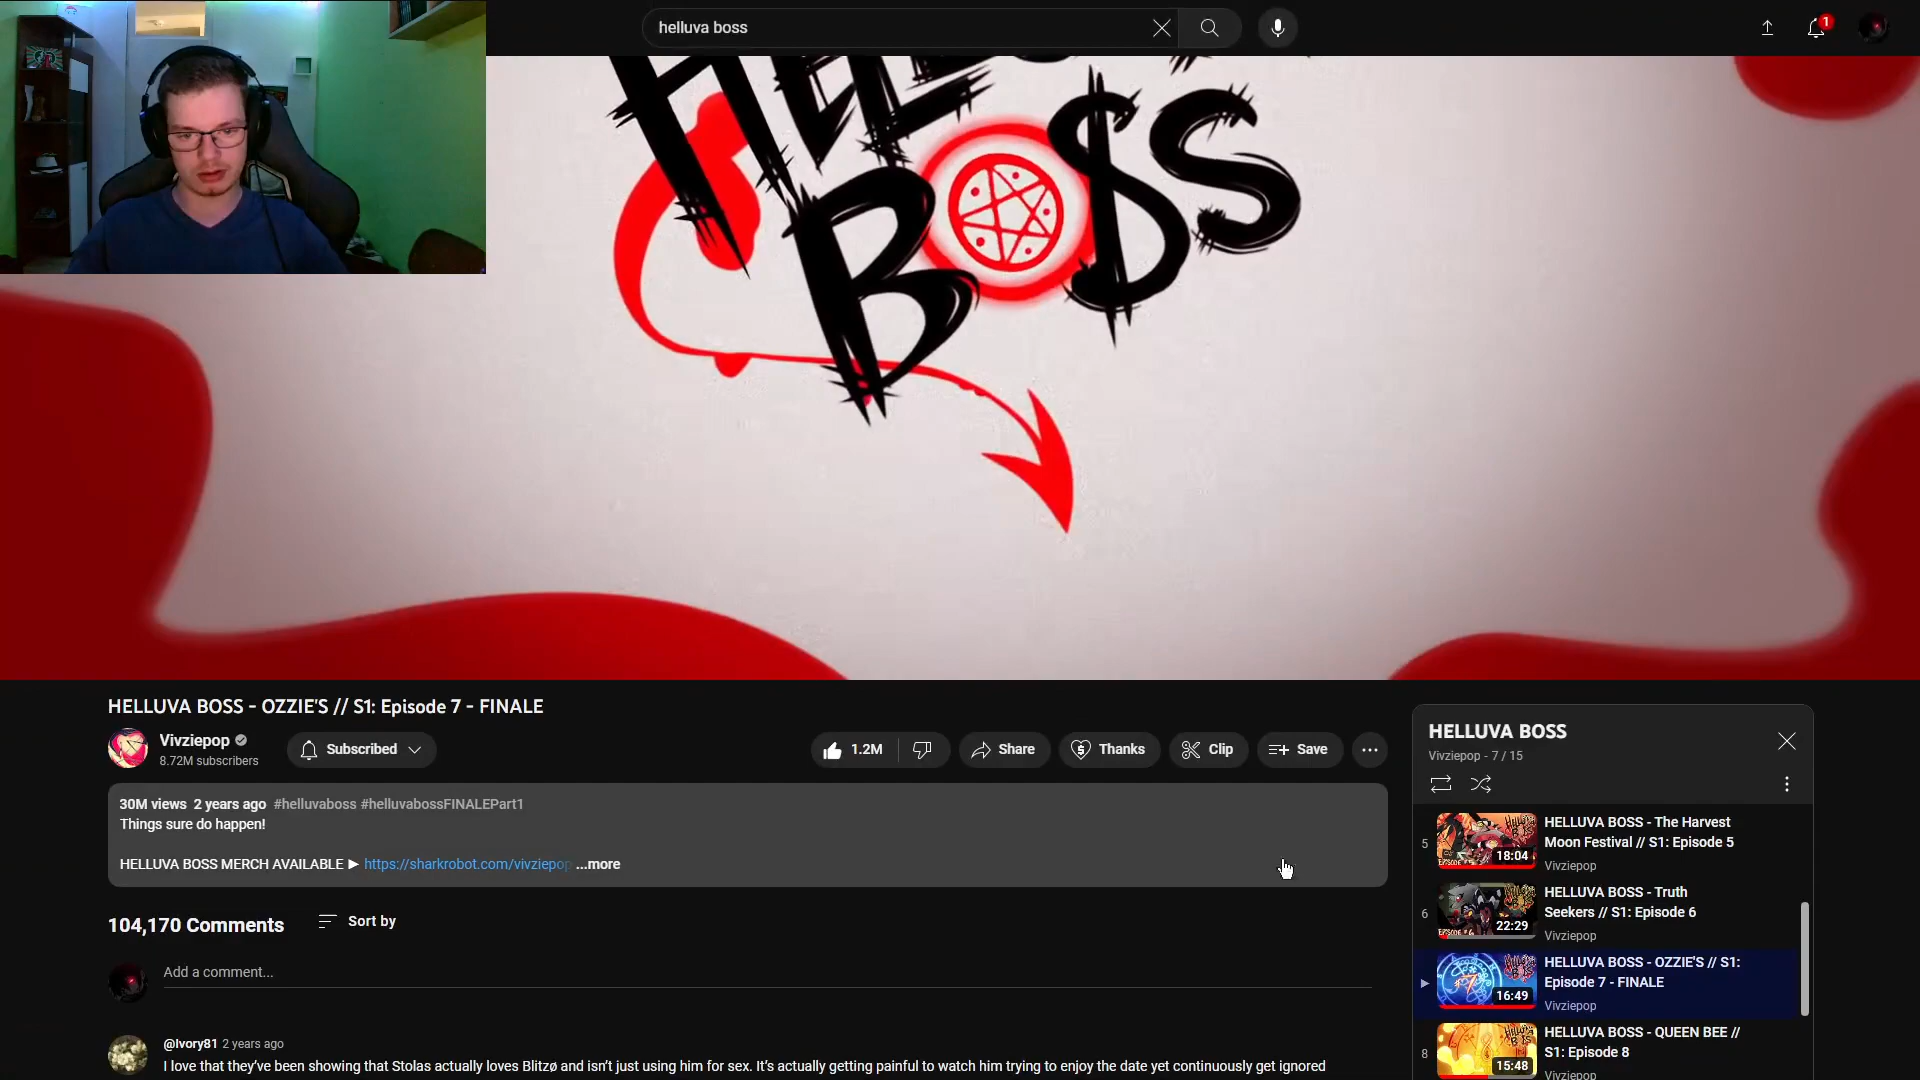 helluva boss
1
B SS
HELLUVA BOSS - OZZIE'S // S1: Episode 7 - FINALE
Vivziepop
8.72M subscribers
Subscribed
1.2M
Share
Thanks
Clip
Save
30M views 2 years ago #helluvaboss #helluvabossFINALEPart1
Things sure do happen!
HELLUVA BOSS MERCH AVAILABLE ► https://sharkrobot.com/vivziepop ...more
104,170 Comments
Sort by
Add a comment...
@Ivory81 2 years ago
I love that they've been showing that Stolas actually loves Blitzø and isn't just using him for sex. It's actually getting painful to watch him trying to enjoy the date yet continuously get ignored
HELLUVA BOSS
Vivziepop - 7 / 15
5
18:04
HELLUVA BOSS - The Harvest
Moon Festival // S1: Episode 5
Vivziepop
6
22:29
HELLUVA BOSS - Truth
Seekers // S1: Episode 6
Vivziepop
16:49
HELLUVA BOSS - OZZIE'S // S1:
Episode 7 - FINALE
Vivziepop
8
15:48
HELLUVA BOSS - QUEEN BEE //
S1: Episode 8
Vivziepop